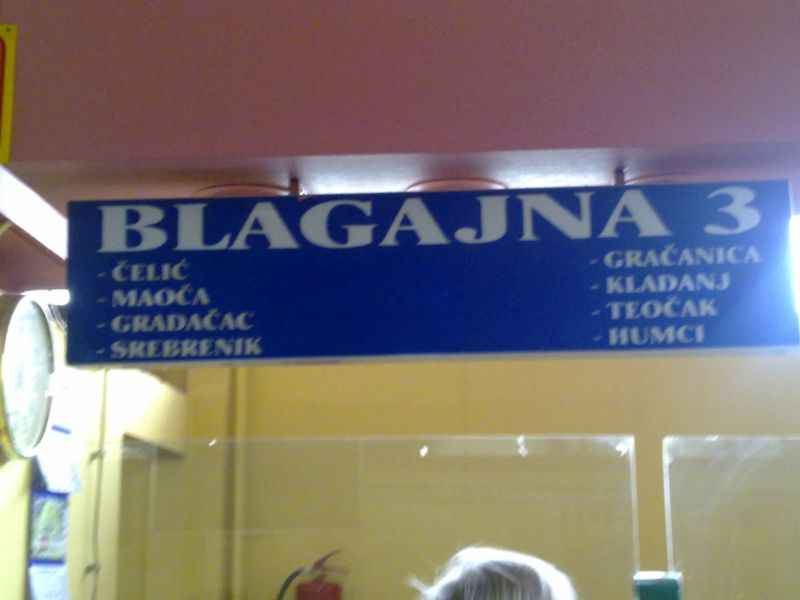 BLAGAJNA 3
- ČELIĆ
- MAOČA
- GRADAČAC
- SREBRENIK
- GRAČANICA
- KLADANJ
- TEOČAK
- HUMCI